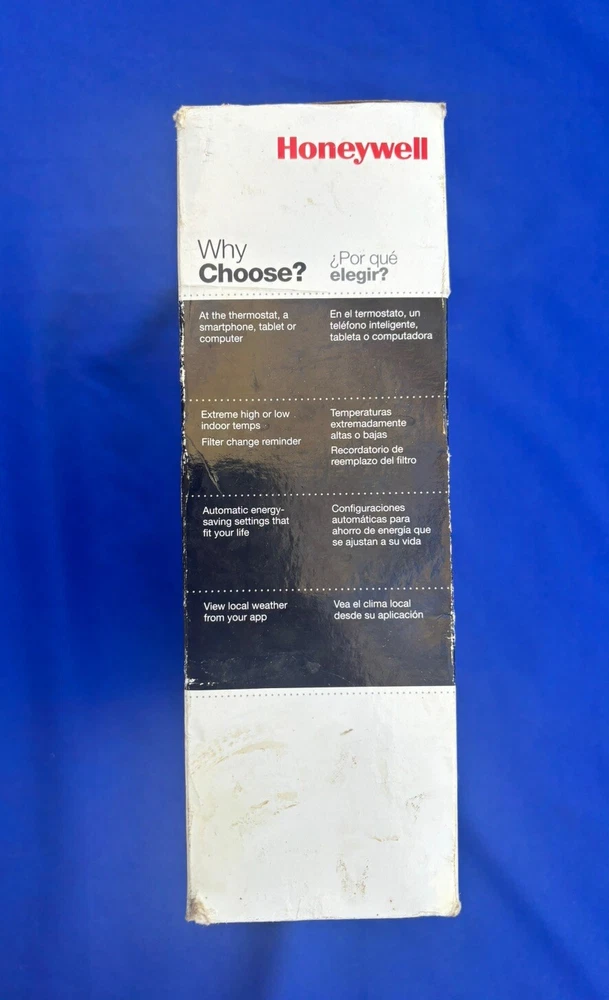 Honeywell
Why
Choose?
¿Por qué
elegir?
At the thermostat, a
smartphone, tablet or
computer
En el termostato, un
teléfono inteligente,
tableta o computadora
Extreme high or low
indoor temps
Filter change reminder
Temperaturas
extremadamente
altas o bajas
Recordatorio de
reemplazo del filtro
Automatic energy-
saving settings that
fit your life
Configuraciones
automáticas para
ahorro de energía que
se ajustan a su vida
View local weather
from your app
Vea el clima local
desde su aplicación